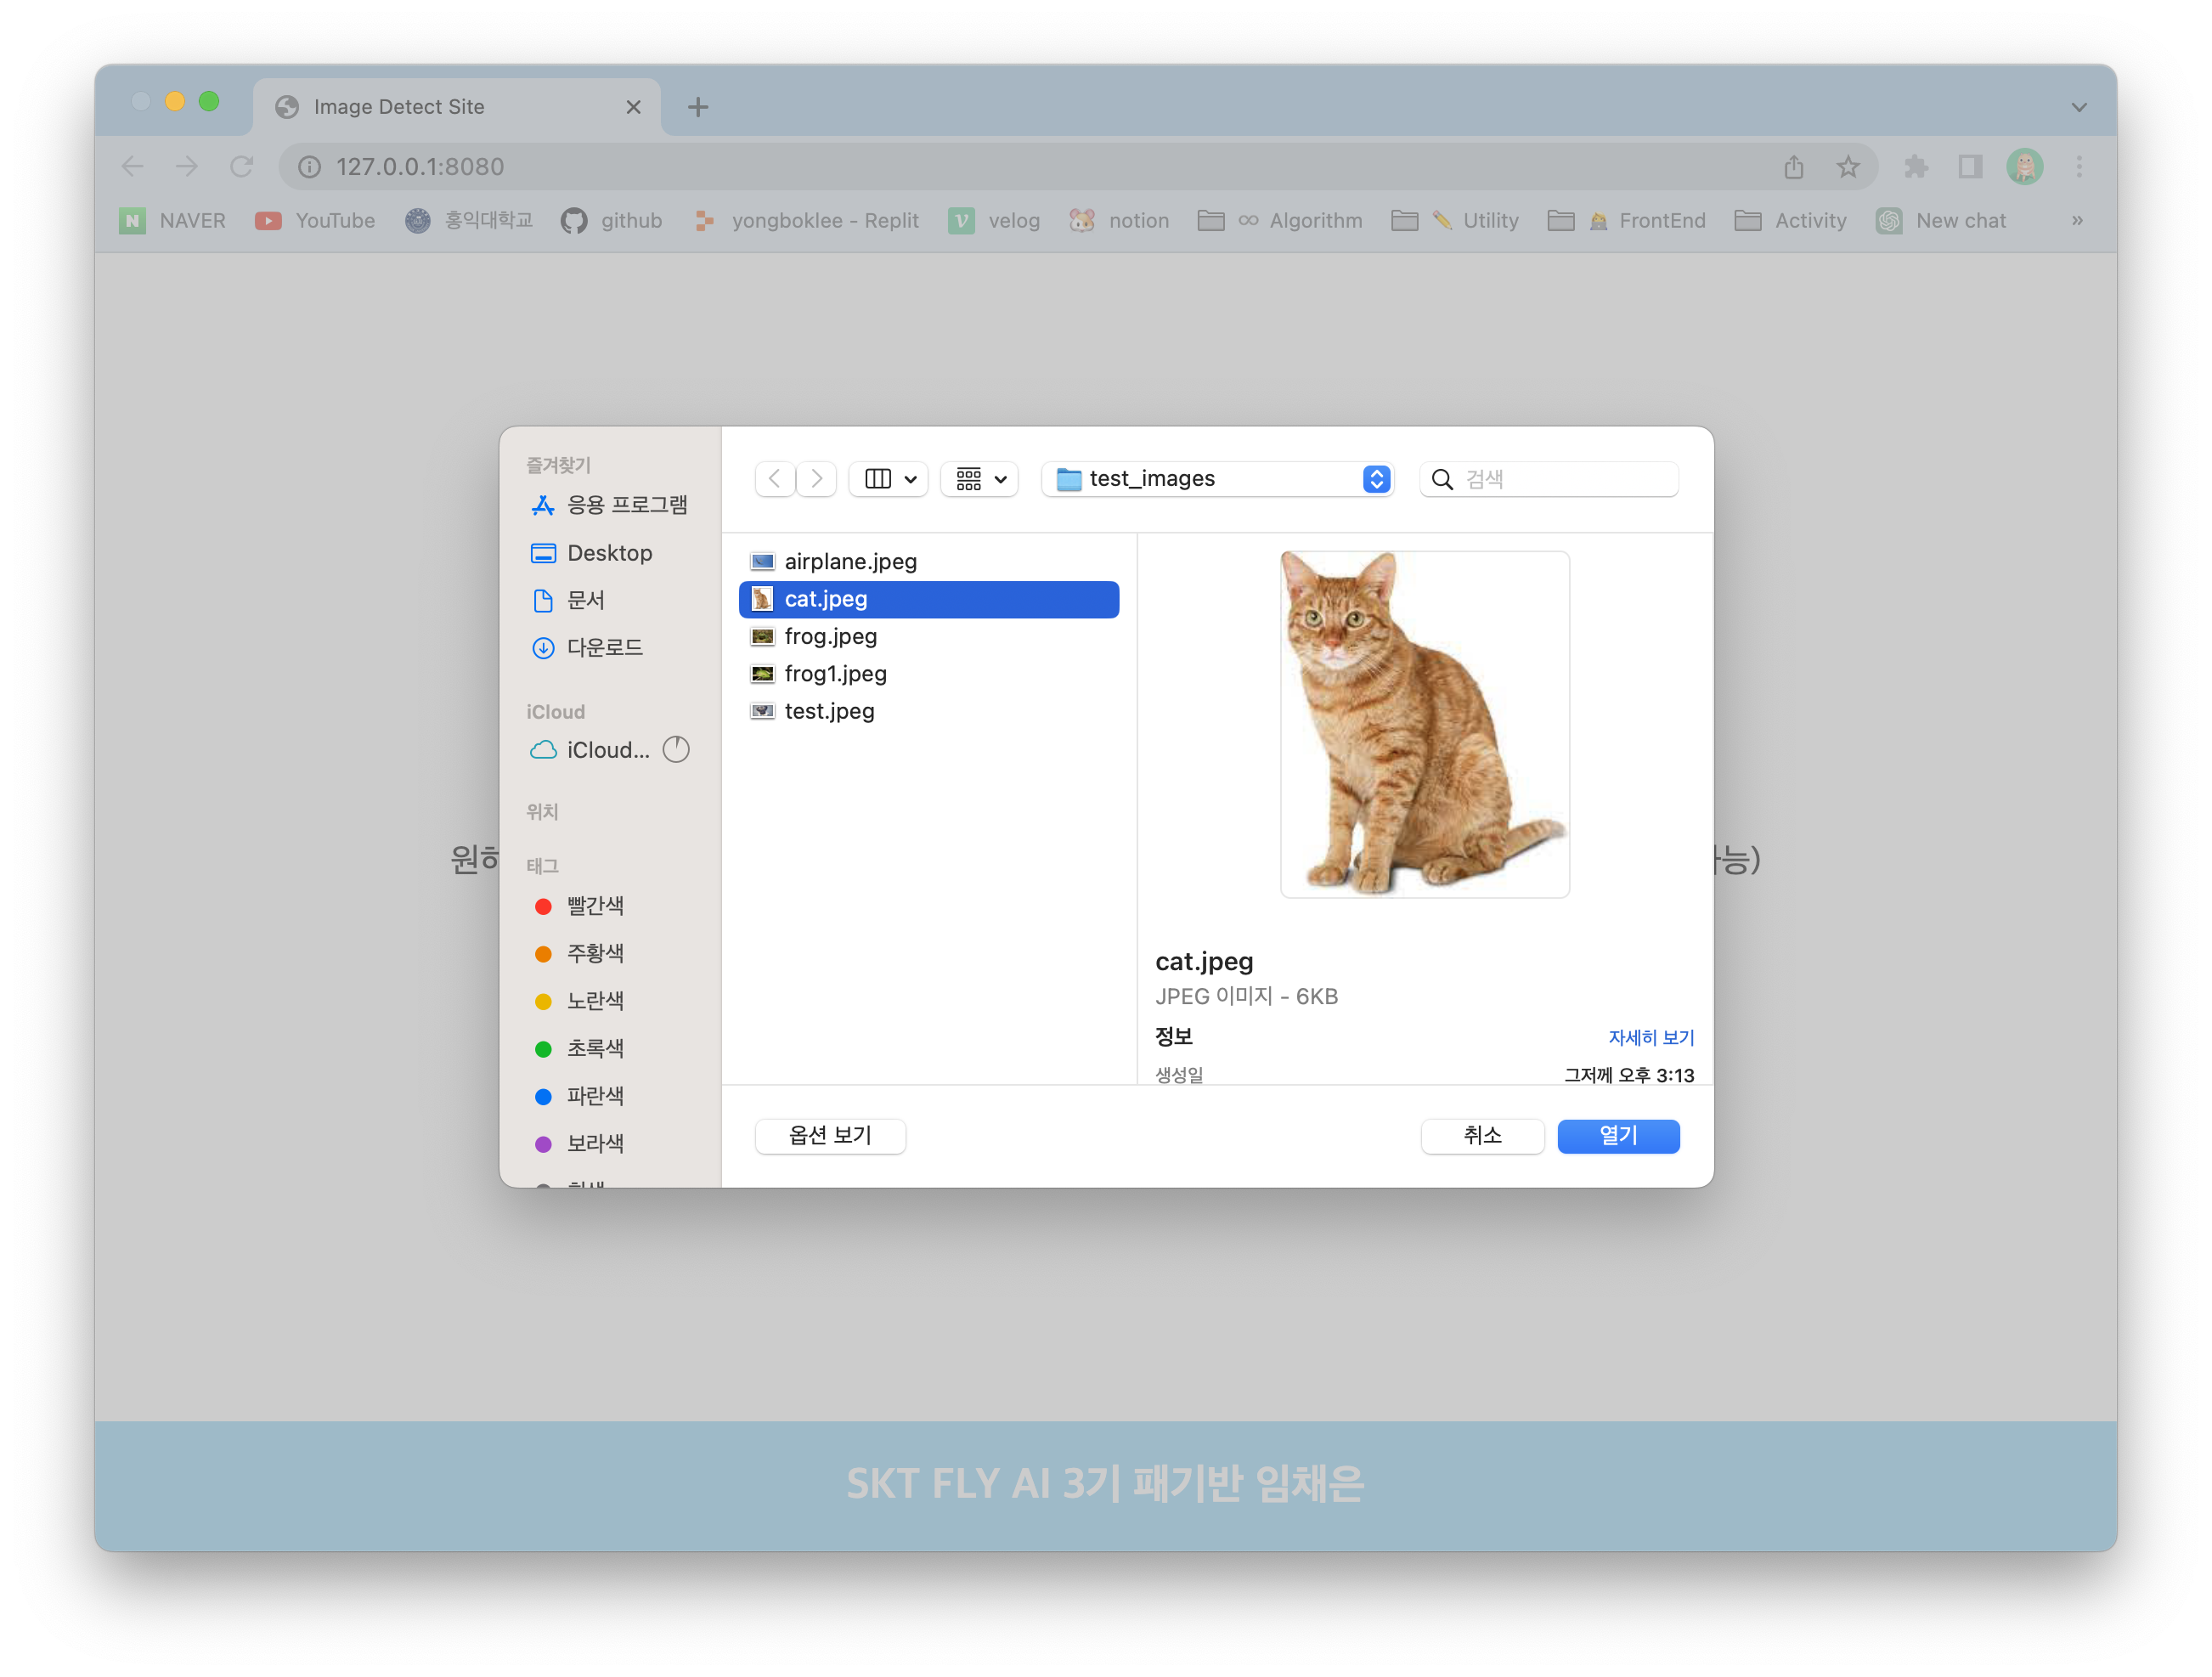 Image Detect Site
127.0.0.1:8080
NAVER YouTube 홍익대학교 github yongboklee - Replit velog notion Algorithm Utility FrontEnd Activity New chat »
즐겨찾기
응용 프로그램
Desktop
문서
다운로드
iCloud
iCloud...
위치
태그
빨간색
주황색
노란색
초록색
파란색
보라색
test_images
검색
airplane.jpeg
cat.jpeg
frog.jpeg
frog1.jpeg
test.jpeg
cat.jpeg
JPEG 이미지 - 6KB
정보 자세히 보기
생성일 그저께 오후 3:13
옵션 보기 취소 열기
SKT FLY AI 3기 패기반 임채은